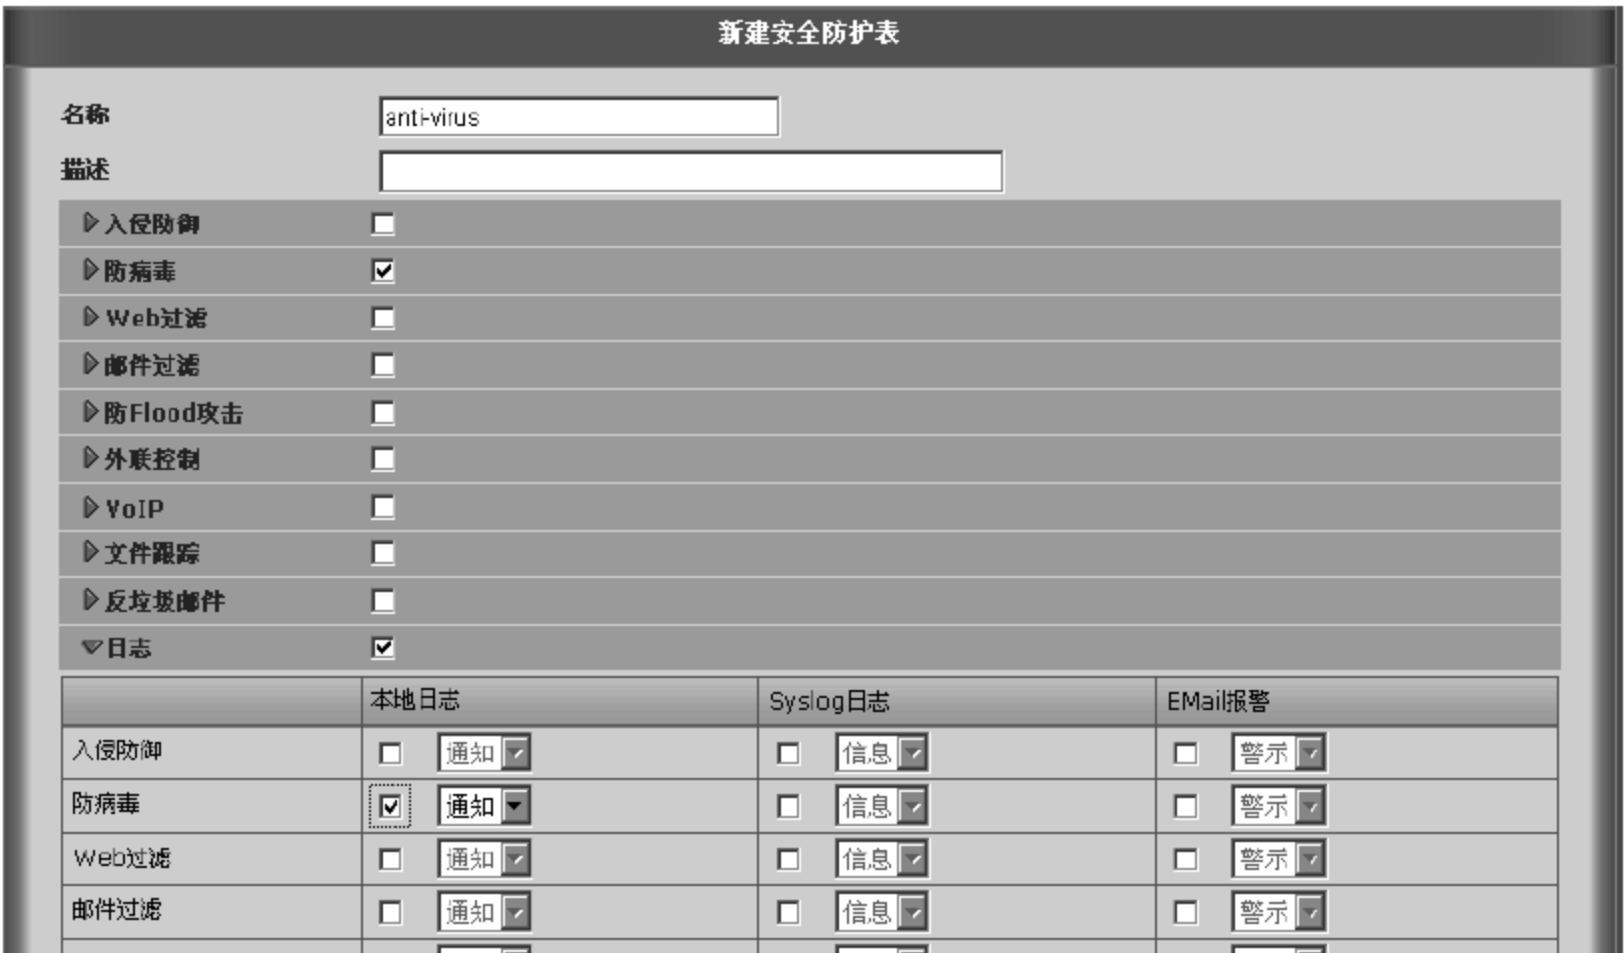 新建安全防护表
名称 anti-virus
描述
入侵防御
防病毒
Web过滤
邮件过滤
防Flood攻击
外联控制
VoIP
文件跟踪
反垃圾邮件
日志
本地日志 Syslog日志 EMail报警
入侵防御 通知 信息 警示
防病毒 通知 信息 警示
Web过滤 通知 信息 警示
邮件过滤 通知 信息 警示